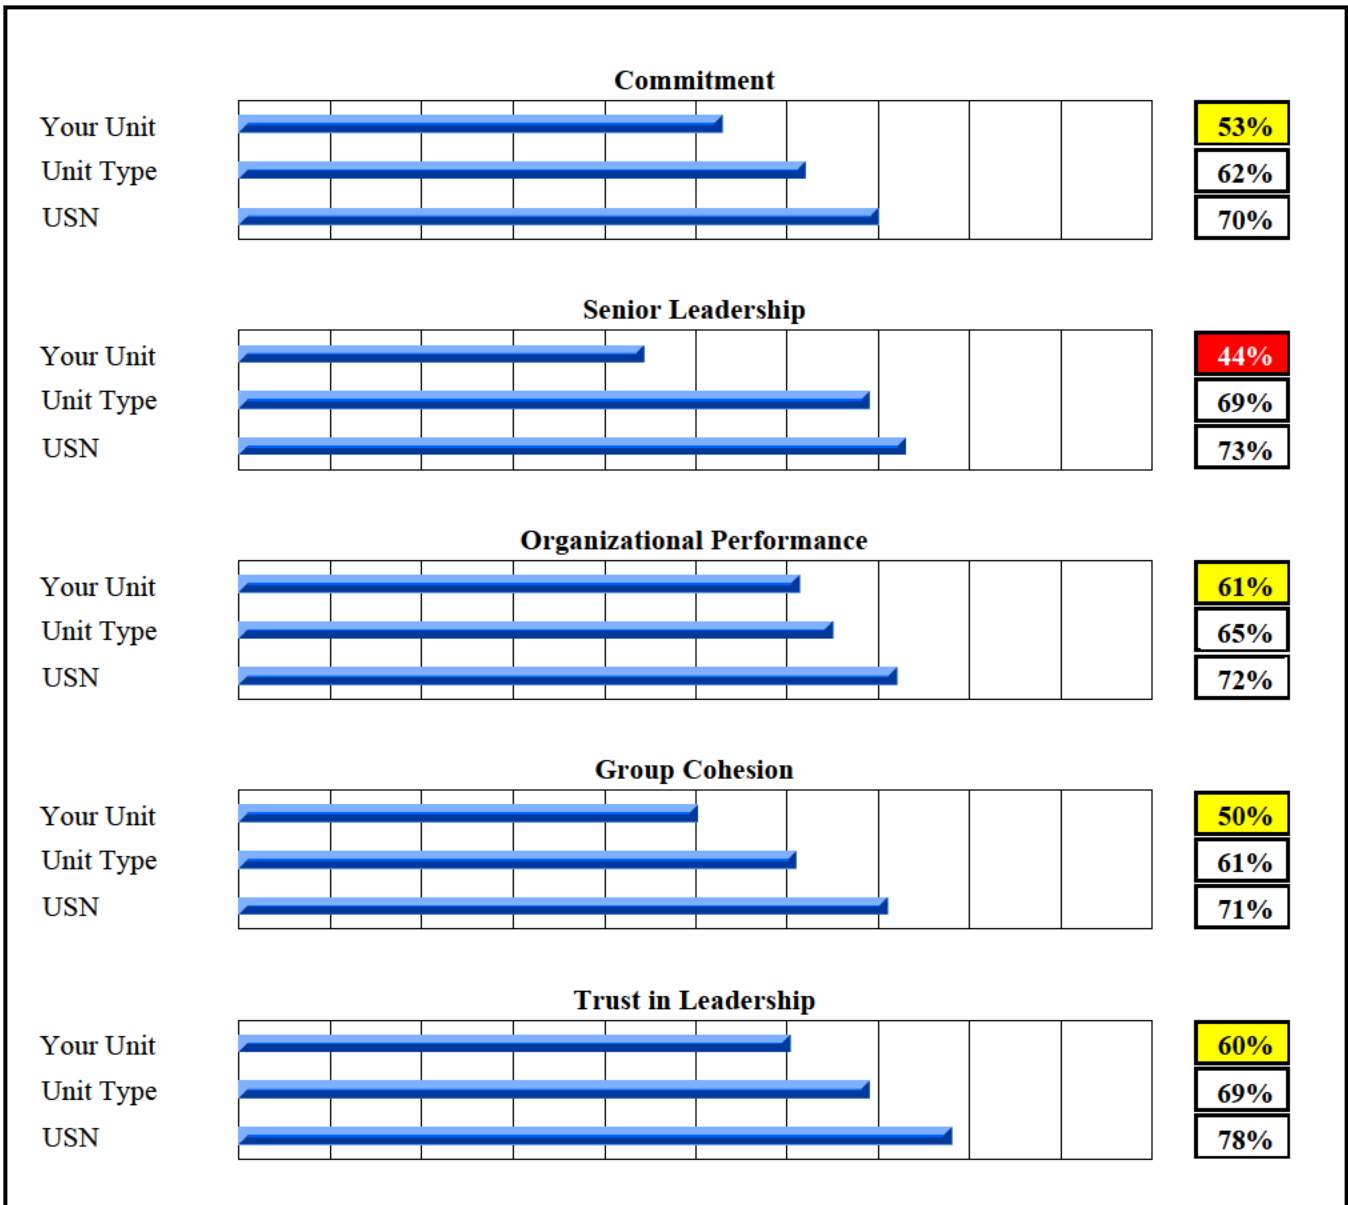 Commitment
Your Unit 53%
Unit Type 62%
USN 70%
Senior Leadership
Your Unit 44%
Unit Type 69%
USN 73%
Organizational Performance
Your Unit 61%
Unit Type 65%
USN 72%
Group Cohesion
Your Unit 50%
Unit Type 61%
USN 71%
Trust in Leadership
Your Unit 60%
Unit Type 69%
USN 78%